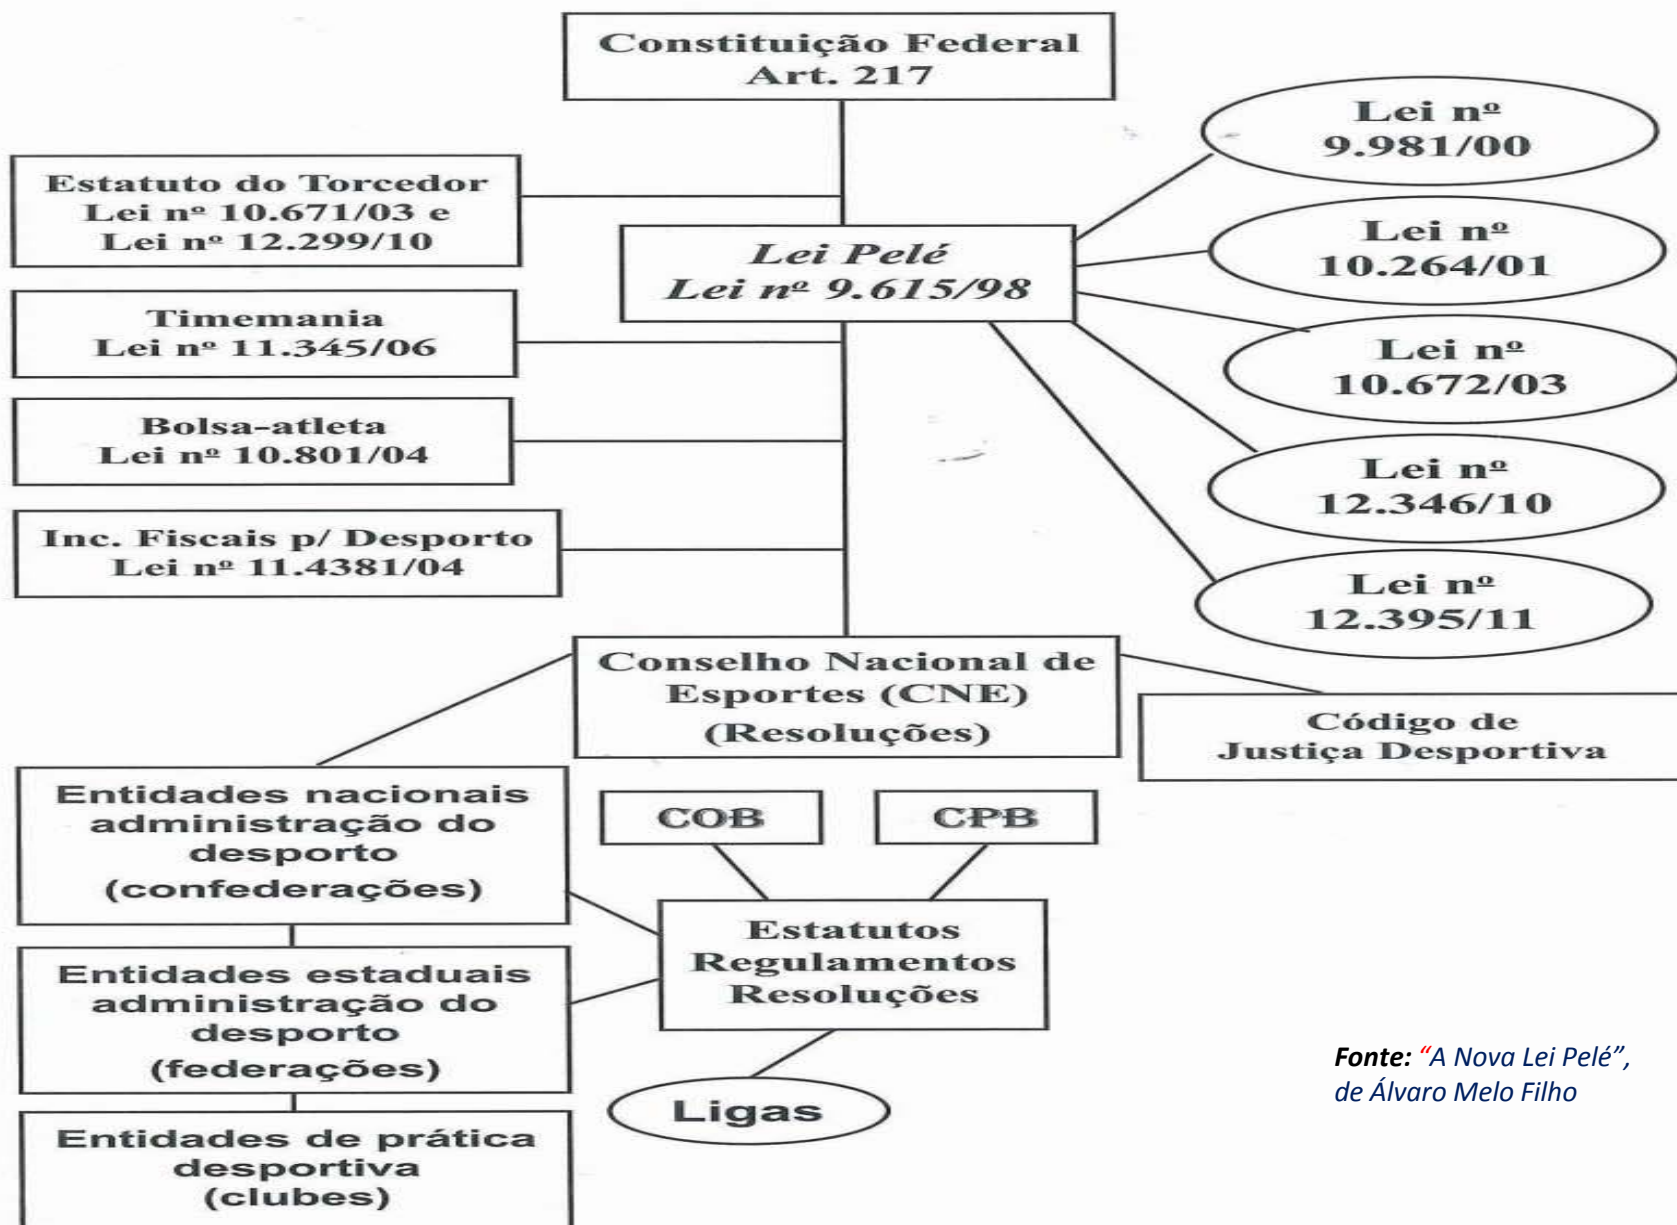 Constituição Federal
Art. 217
Estatuto do Torcedor
Lei nº 10.671/03 e
Lei nº 12.299/10
Lei Pelé
Lei nº 9.615/98
Lei nº
9.981/00
Lei nº
10.264/01
Lei nº
10.672/03
Lei nº
12.346/10
Lei nº
12.395/11
Timemania
Lei nº 11.345/06
Bolsa-atleta
Lei nº 10.801/04
Inc. Fiscais p/ Desporto
Lei nº 11.4381/04
Conselho Nacional de
Esportes (CNE)
(Resoluções)
Código de
Justiça Desportiva
Entidades nacionais
administração do
desporto
(confederações)
COB
CPB
Estatutos
Regulamentos
Resoluções
Entidades estaduais
administração do
desporto
(federações)
Ligas
Entidades de prática
desportiva
(clubes)
Fonte: “A Nova Lei Pelé”,
de Álvaro Melo Filho